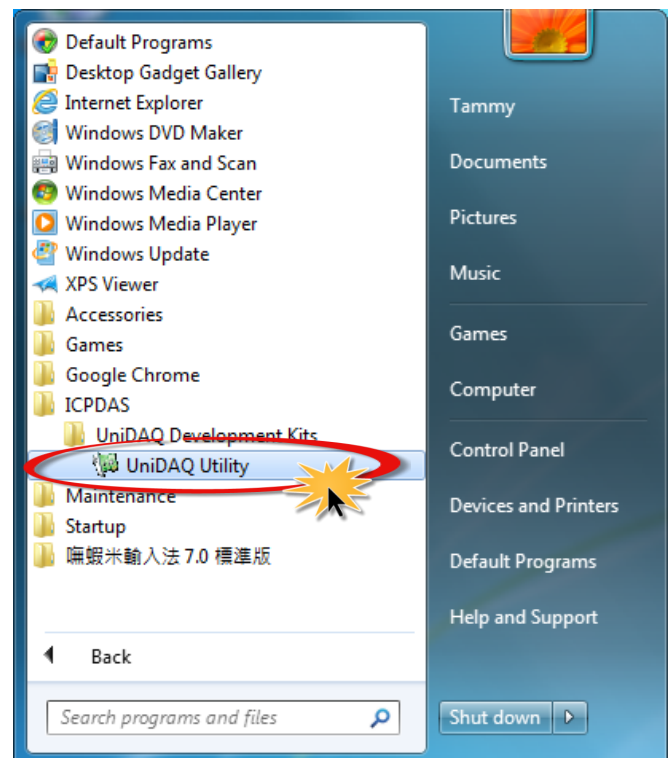 Default Programs
Desktop Gadget Gallery
Internet Explorer
Windows DVD Maker
Windows Fax and Scan
Windows Media Center
Windows Media Player
Windows Update
XPS Viewer
Accessories
Games
Google Chrome
ICPDAS
UniDAQ Development Kits
UniDAQ Utility
Maintenance
Startup
嘸蝦米輸入法 7.0 標準版
Back
Search programs and files
Tammy
Documents
Pictures
Music
Games
Computer
Control Panel
Devices and Printers
Default Programs
Help and Support
Shut down